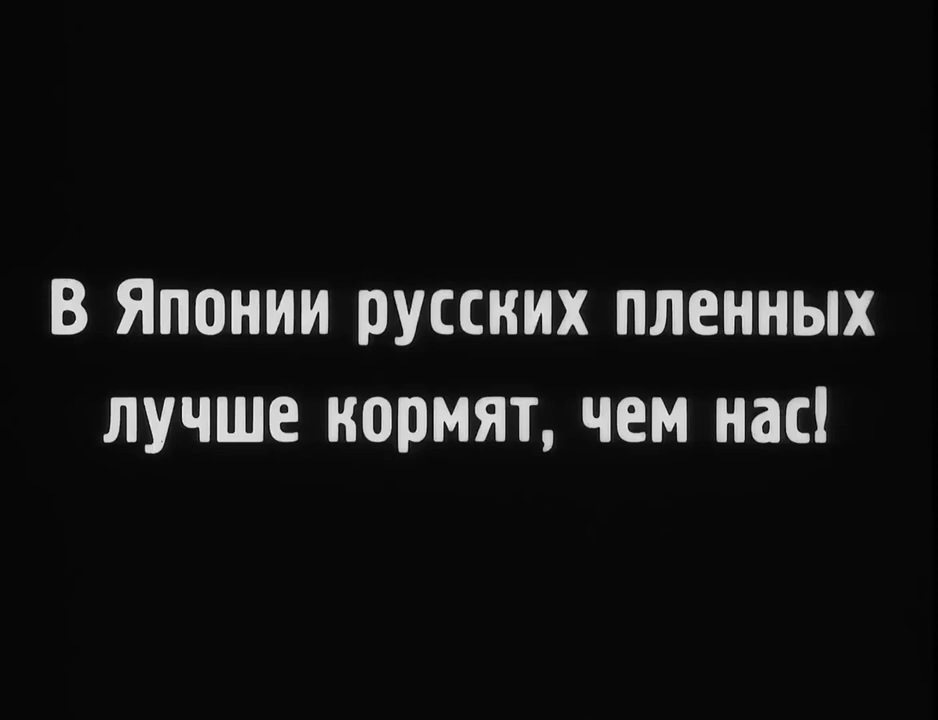 В Японии русских пленных
лучше кормят, чем нас!